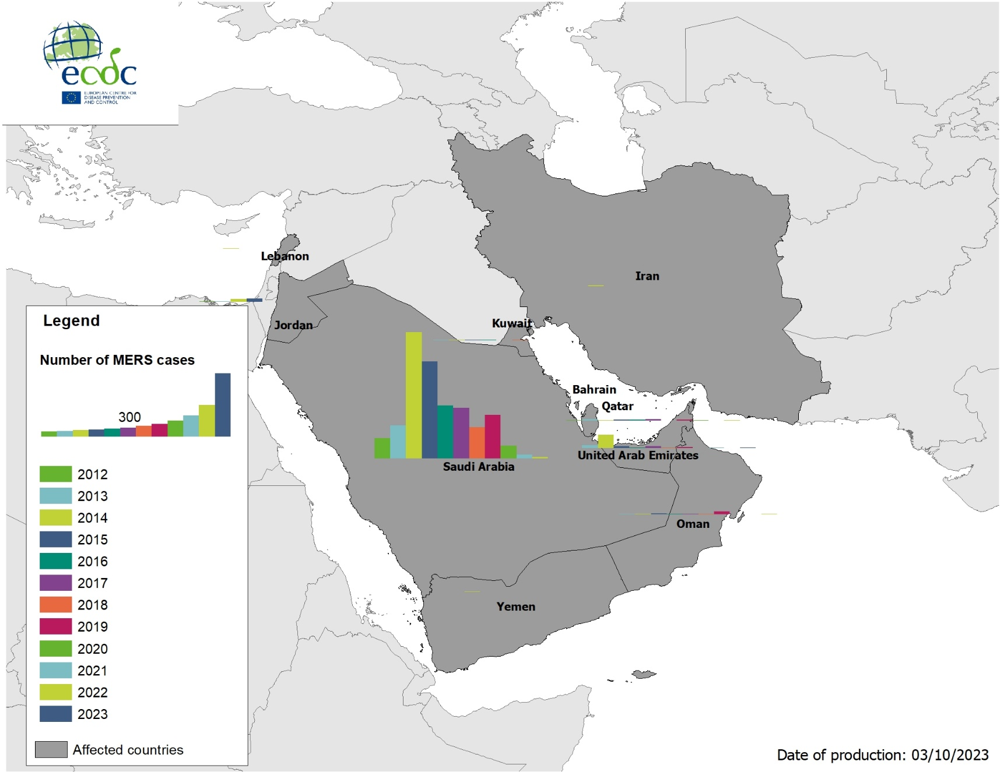 ecdc
EUROPEAN CENTRE FOR
DISEASE PREVENTION
AND CONTROL
Lebanon
Iran
Jordan
Kuwait
Bahrain
Qatar
United Arab Emirates
Saudi Arabia
Oman
Yemen
Legend
Number of MERS cases
300
2012
2013
2014
2015
2016
2017
2018
2019
2020
2021
2022
2023
Affected countries
Date of production: 03/10/2023